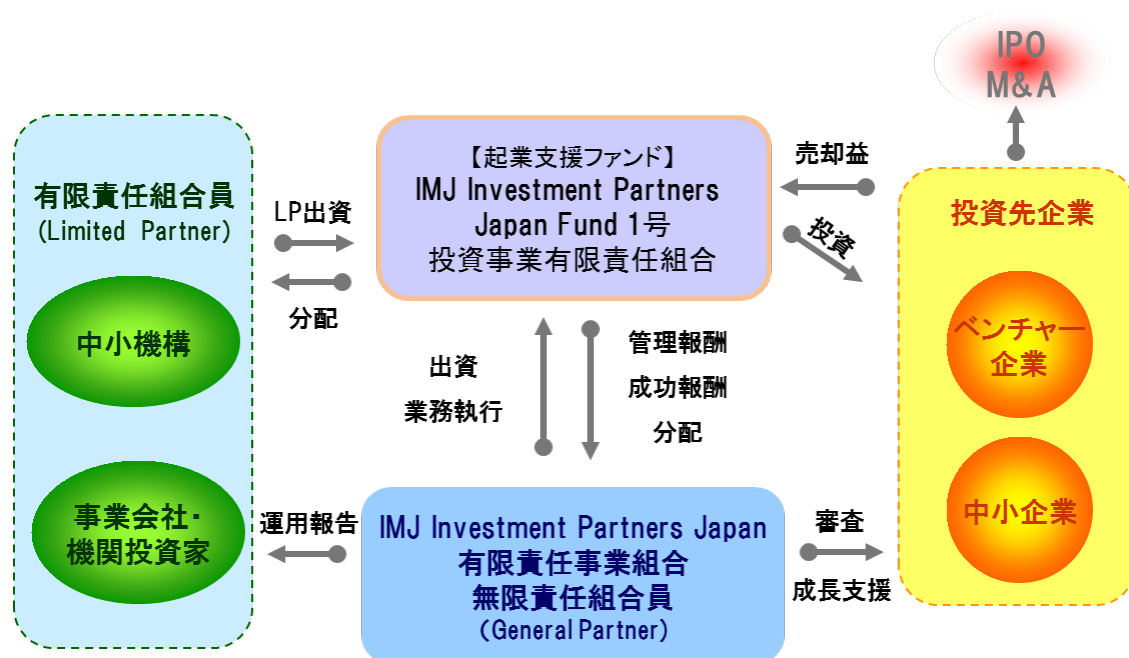 IPO
M&A
有限責任組合員
(Limited Partner)
中小機構
事業会社・
機関投資家
LP出資
分配
【起業支援ファンド】
IMJ Investment Partners
Japan Fund 1号
投資事業有限責任組合
売却益
投資
投資先企業
ベンチャー
企業
中小企業
出資
業務執行
管理報酬
成功報酬
分配
運用報告
IMJ Investment Partners Japan
有限責任事業組合
無限責任組合員
(General Partner)
審査
成長支援